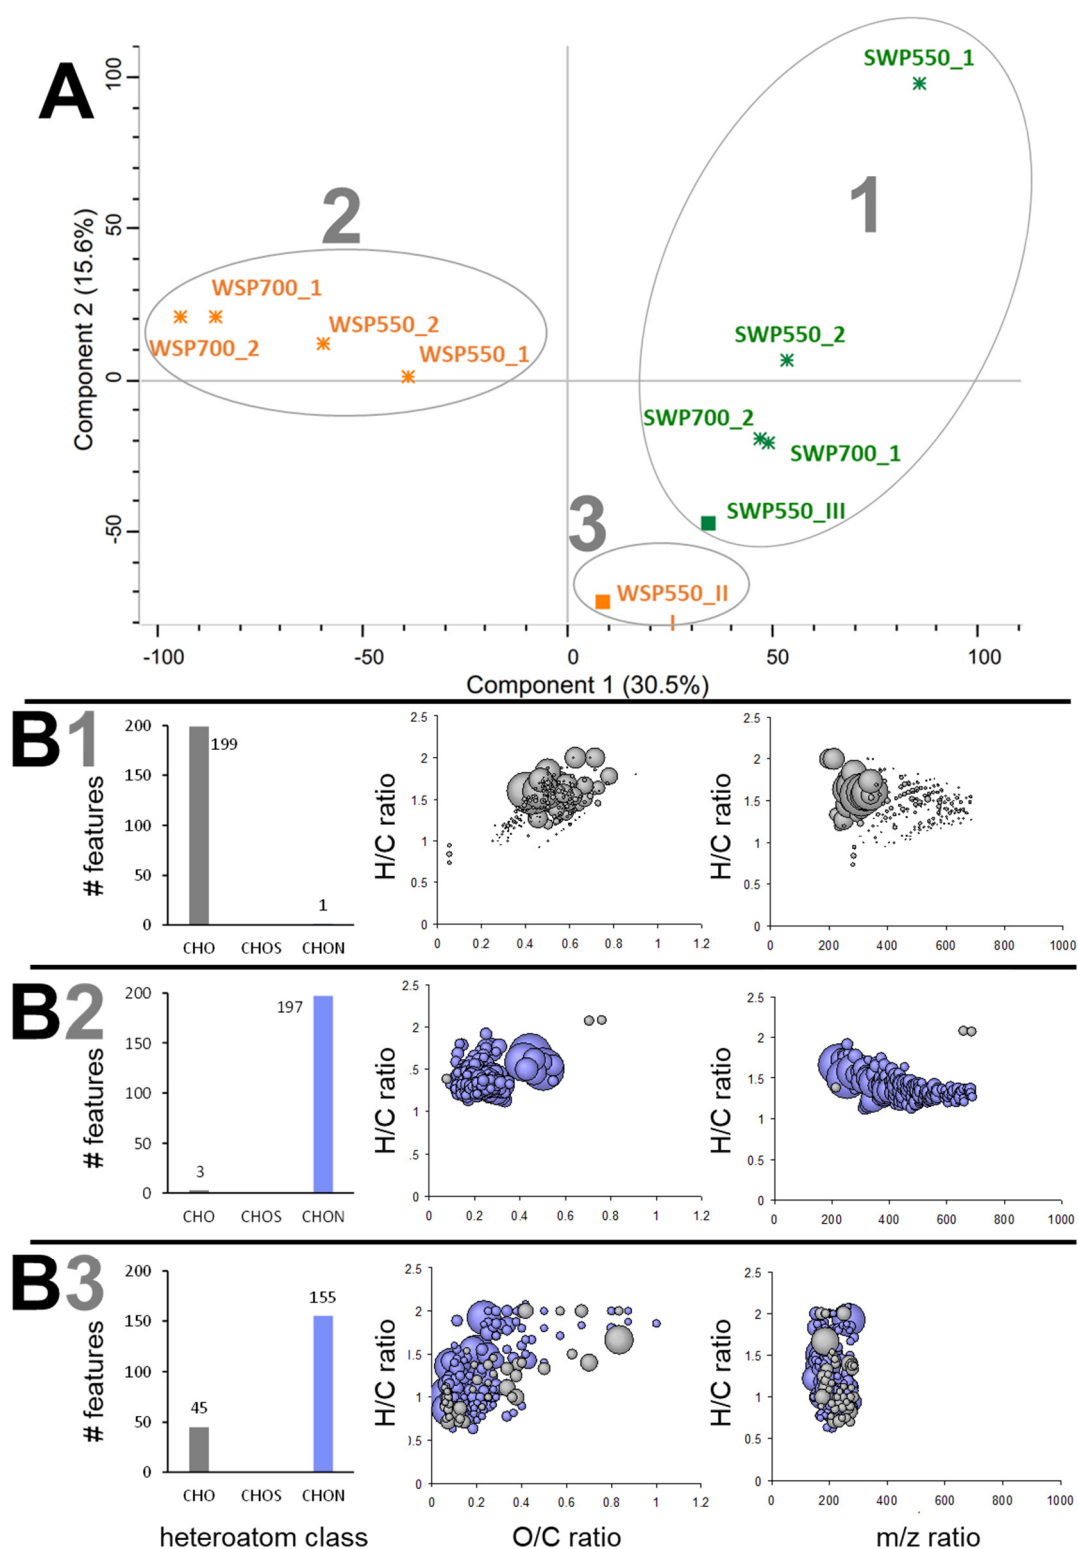 A
SWP550_1
1
2
WSP700_1
WSP550_2
WSP700_2
WSP550_1
SWP550_2
SWP700_2
SWP700_1
3
SWP550_III
WSP550_II
Component 2 (15.6%)
100
50
0
-50
-100
-50
0
50
100
Component 1 (30.5%)
B1
# features
200
150
100
50
0
199
1
CHO CHOS CHON
H/C ratio
2.5
2
1.5
1
0.5
0
0 0.2 0.4 0.6 0.8 1 1.2
H/C ratio
2.5
2
1.5
1
0.5
0
0 200 400 600 800 1000
B2
# features
200
150
100
50
0
3
197
CHO CHOS CHON
H/C ratio
2.5
2
1.5
1
.5
0
0 0.2 0.4 0.6 0.8 1 1.2
H/C ratio
2.5
2
1.5
1
0.5
0
0 200 400 600 800 1000
B3
# features
200
150
100
50
0
45
155
CHO CHOS CHON
H/C ratio
2.5
2
1.5
1
).5
0
0 0.2 0.4 0.6 0.8 1 1.2
H/C ratio
2.5
2
1.5
1
0.5
0
0 200 400 600 800 1000
heteroatom class
O/C ratio
m/z ratio